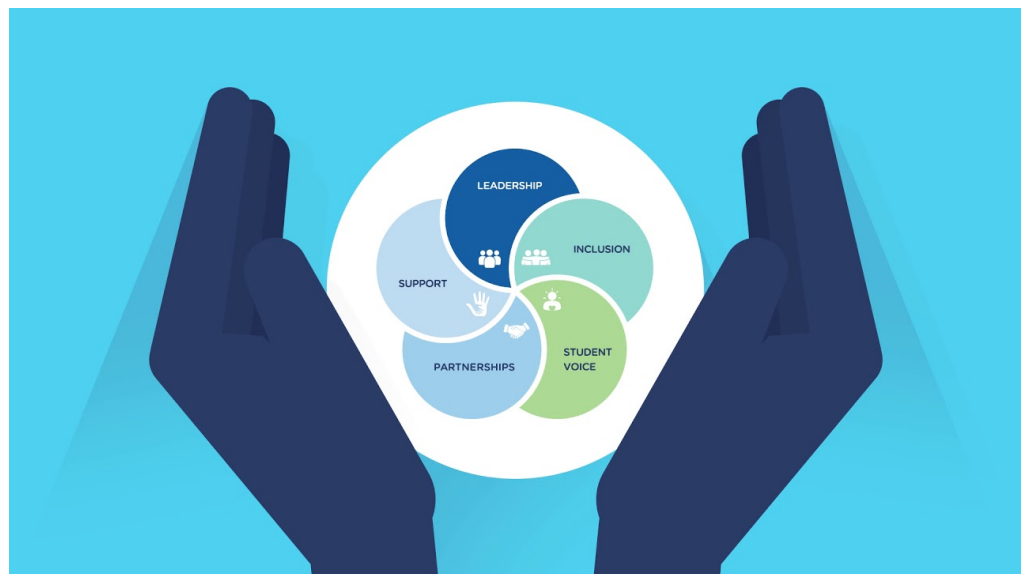 LEADERSHIP
INCLUSION
SUPPORT
STUDENT
VOICE
PARTNERSHIPS